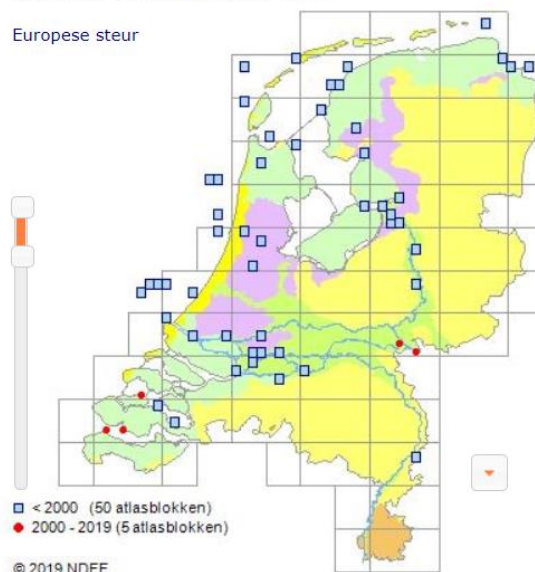 Europese steur
< 2000 (50 atlasblokken)
2000 - 2019 (5 atlasblokken)
© 2019 NDFF